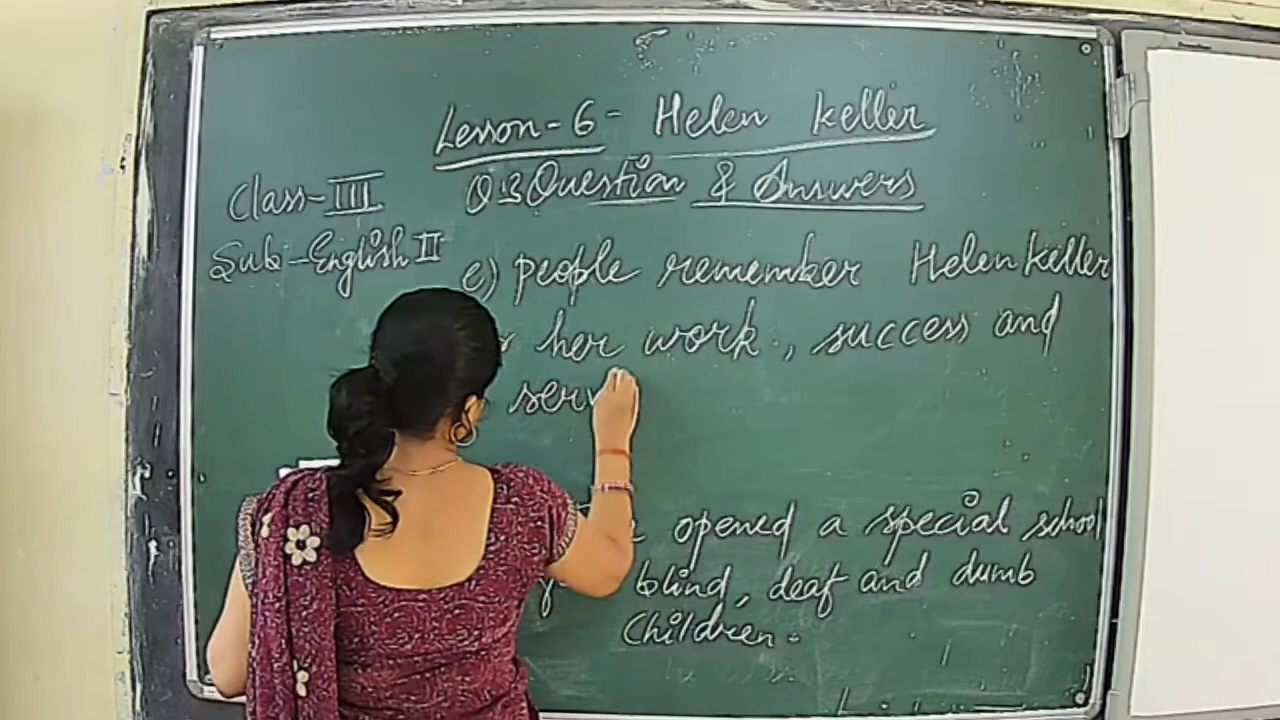 Lesson-6- Helen Keller
Class-III
Q.3 Question & Answers
Sub-English II
e) people remember Helen Keller
her work, success and
serv
opened a special school
blind, deaf and dumb
Children.